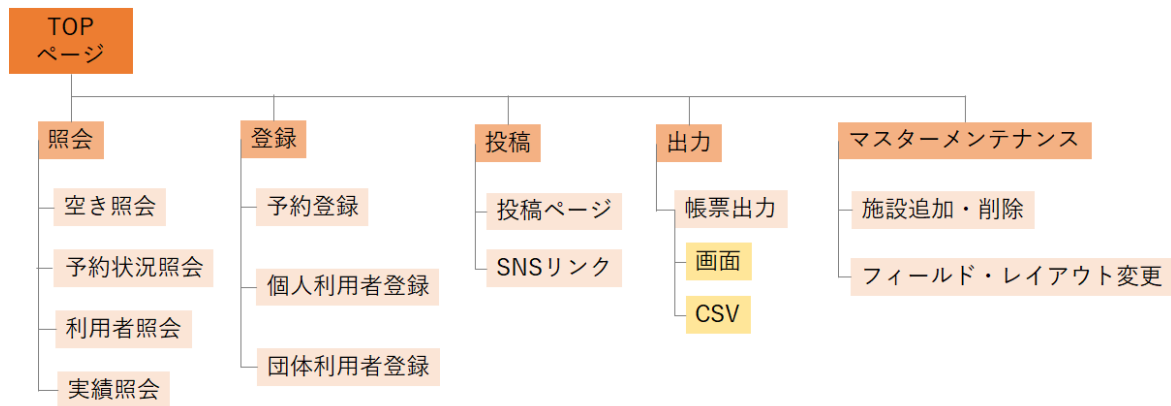 TOP
ページ
照会
空き照会
予約状況照会
利用者照会
実績照会
登録
予約登録
個人利用者登録
団体利用者登録
投稿
投稿ページ
SNSリンク
出力
帳票出力
画面
CSV
マスターメンテナンス
施設追加・削除
フィールド・レイアウト変更